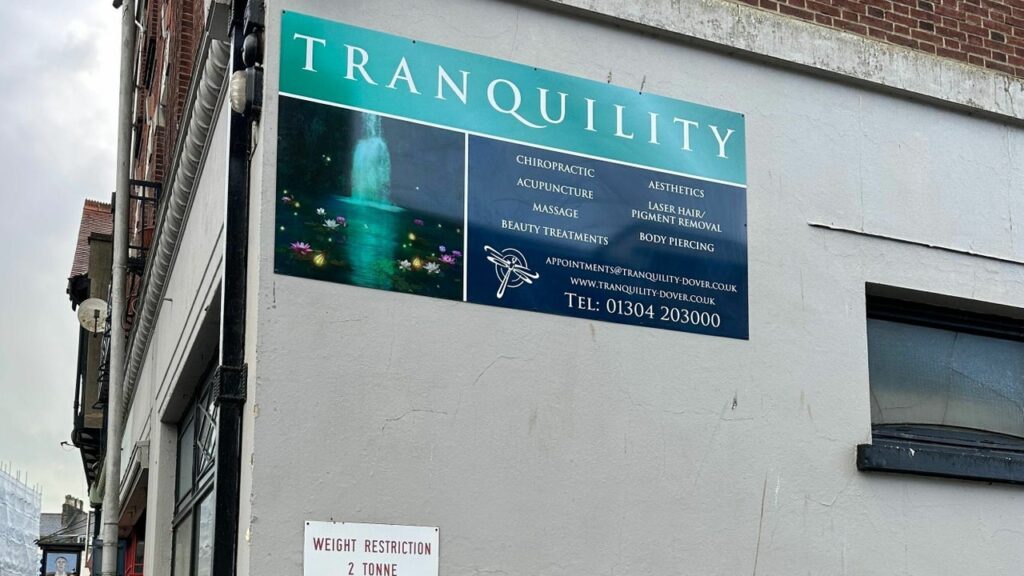 TRANQUILITY
CHIROPRACTIC
ACUPUNCTURE
MASSAGE
BEAUTY TREATMENTS
AESTHETICS
LASER HAIR/
PIGMENT REMOVAL
BODY PIERCING
APPOINTMENTS@TRANQUILITY-DOVER.CO.UK
WWW.TRANQUILITY-DOVER.CO.UK
TEL: 01304 203000
WEIGHT RESTRICTION
2 TONNE